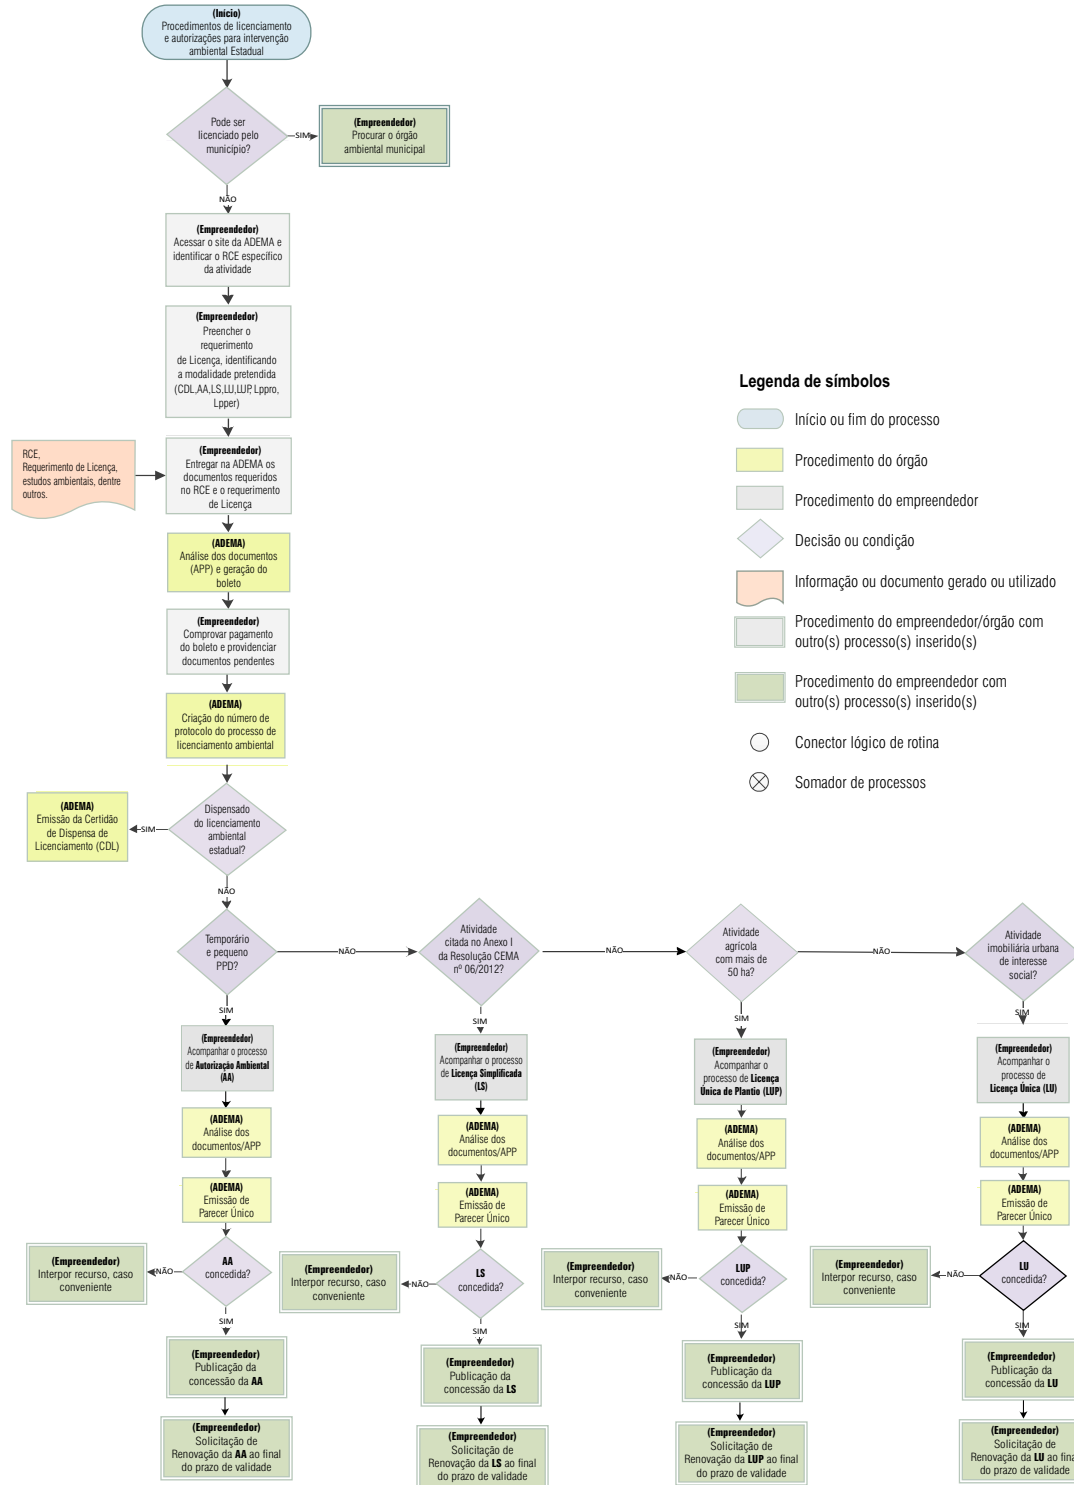 (Início)
Procedimentos de licenciamento
e autorizações para intervenção
ambiental Estadual
Pode ser
licenciado pelo
município?
SIM
(Empreendedor)
Procurar o órgão
ambiental municipal
NÃO
(Empreendedor)
Acessar o site da ADEMA e
identificar o RCE específico
da atividade
(Empreendedor)
Preencher o
requerimento
de Licença, identificando
a modalidade pretendida
(CDL,AA,LS,LU,LUP, Lppro,
Lpper)
RCE,
Requerimento de Licença,
estudos ambientais, dentre
outros.
(Empreendedor)
Entregar na ADEMA os
documentos requeridos
no RCE e o requerimento
de Licença
(ADEMA)
Análise dos documentos
(APP) e geração do
boleto
(Empreendedor)
Comprovar pagamento
do boleto e providenciar
documentos pendentes
(ADEMA)
Criação do número de
protocolo do processo de
licenciamento ambiental
Dispensado
do licenciamento
ambiental
estadual?
SIM
(ADEMA)
Emissão da Certidão
de Dispensa de
Licenciamento (CDL)
NÃO
Legenda de símbolos
Início ou fim do processo
Procedimento do órgão
Procedimento do empreendedor
Decisão ou condição
Informação ou documento gerado ou utilizado
Procedimento do empreendedor/órgão com
outro(s) processo(s) inserido(s)
Procedimento do empreendedor com
outro(s) processo(s) inserido(s)
Conector lógico de rotina
Somador de processos
Temporário
e pequeno
PPD?
NÃO
SIM
(Empreendedor)
Acompanhar o processo
de Autorização Ambiental
(AA)
(ADEMA)
Análise dos
documentos/APP
(ADEMA)
Emissão de
Parecer Único
AA
concedida?
NÃO
(Empreendedor)
Interpor recurso, caso
conveniente
SIM
(Empreendedor)
Publicação da
concessão da AA
(Empreendedor)
Solicitação de
Renovação da AA ao final
do prazo de validade
Atividade
citada no Anexo I
da Resolução CEMA
nº 06/2012?
NÃO
SIM
(Empreendedor)
Acompanhar o processo
de Licença Simplificada
(LS)
(ADEMA)
Análise dos
documentos/APP
(ADEMA)
Emissão de
Parecer Único
LS
concedida?
NÃO
(Empreendedor)
Interpor recurso, caso
conveniente
SIM
(Empreendedor)
Publicação da
concessão da LS
(Empreendedor)
Solicitação de
Renovação da LS ao final
do prazo de validade
Atividade
agrícola
com mais de
50 ha?
NÃO
SIM
(Empreendedor)
Acompanhar o
processo de Licença
Única de Plantio (LUP)
(ADEMA)
Análise dos
documentos/APP
(ADEMA)
Emissão de
Parecer Único
LUP
concedida?
NÃO
(Empreendedor)
Interpor recurso, caso
conveniente
SIM
(Empreendedor)
Publicação da
concessão da LUP
(Empreendedor)
Solicitação de
Renovação da LUP ao final
do prazo de validade
Atividade
imobiliária urbana
de interesse
social?
SIM
(Empreendedor)
Acompanhar o
processo de
Licença Única (LU)
(ADEMA)
Análise dos
documentos/APP
(ADEMA)
Emissão de
Parecer Único
LU
concedida?
NÃO
(Empreendedor)
Interpor recurso, caso
conveniente
SIM
(Empreendedor)
Publicação da
concessão da LU
(Empreendedor)
Solicitação de
Renovação da LU ao final
do prazo de validade